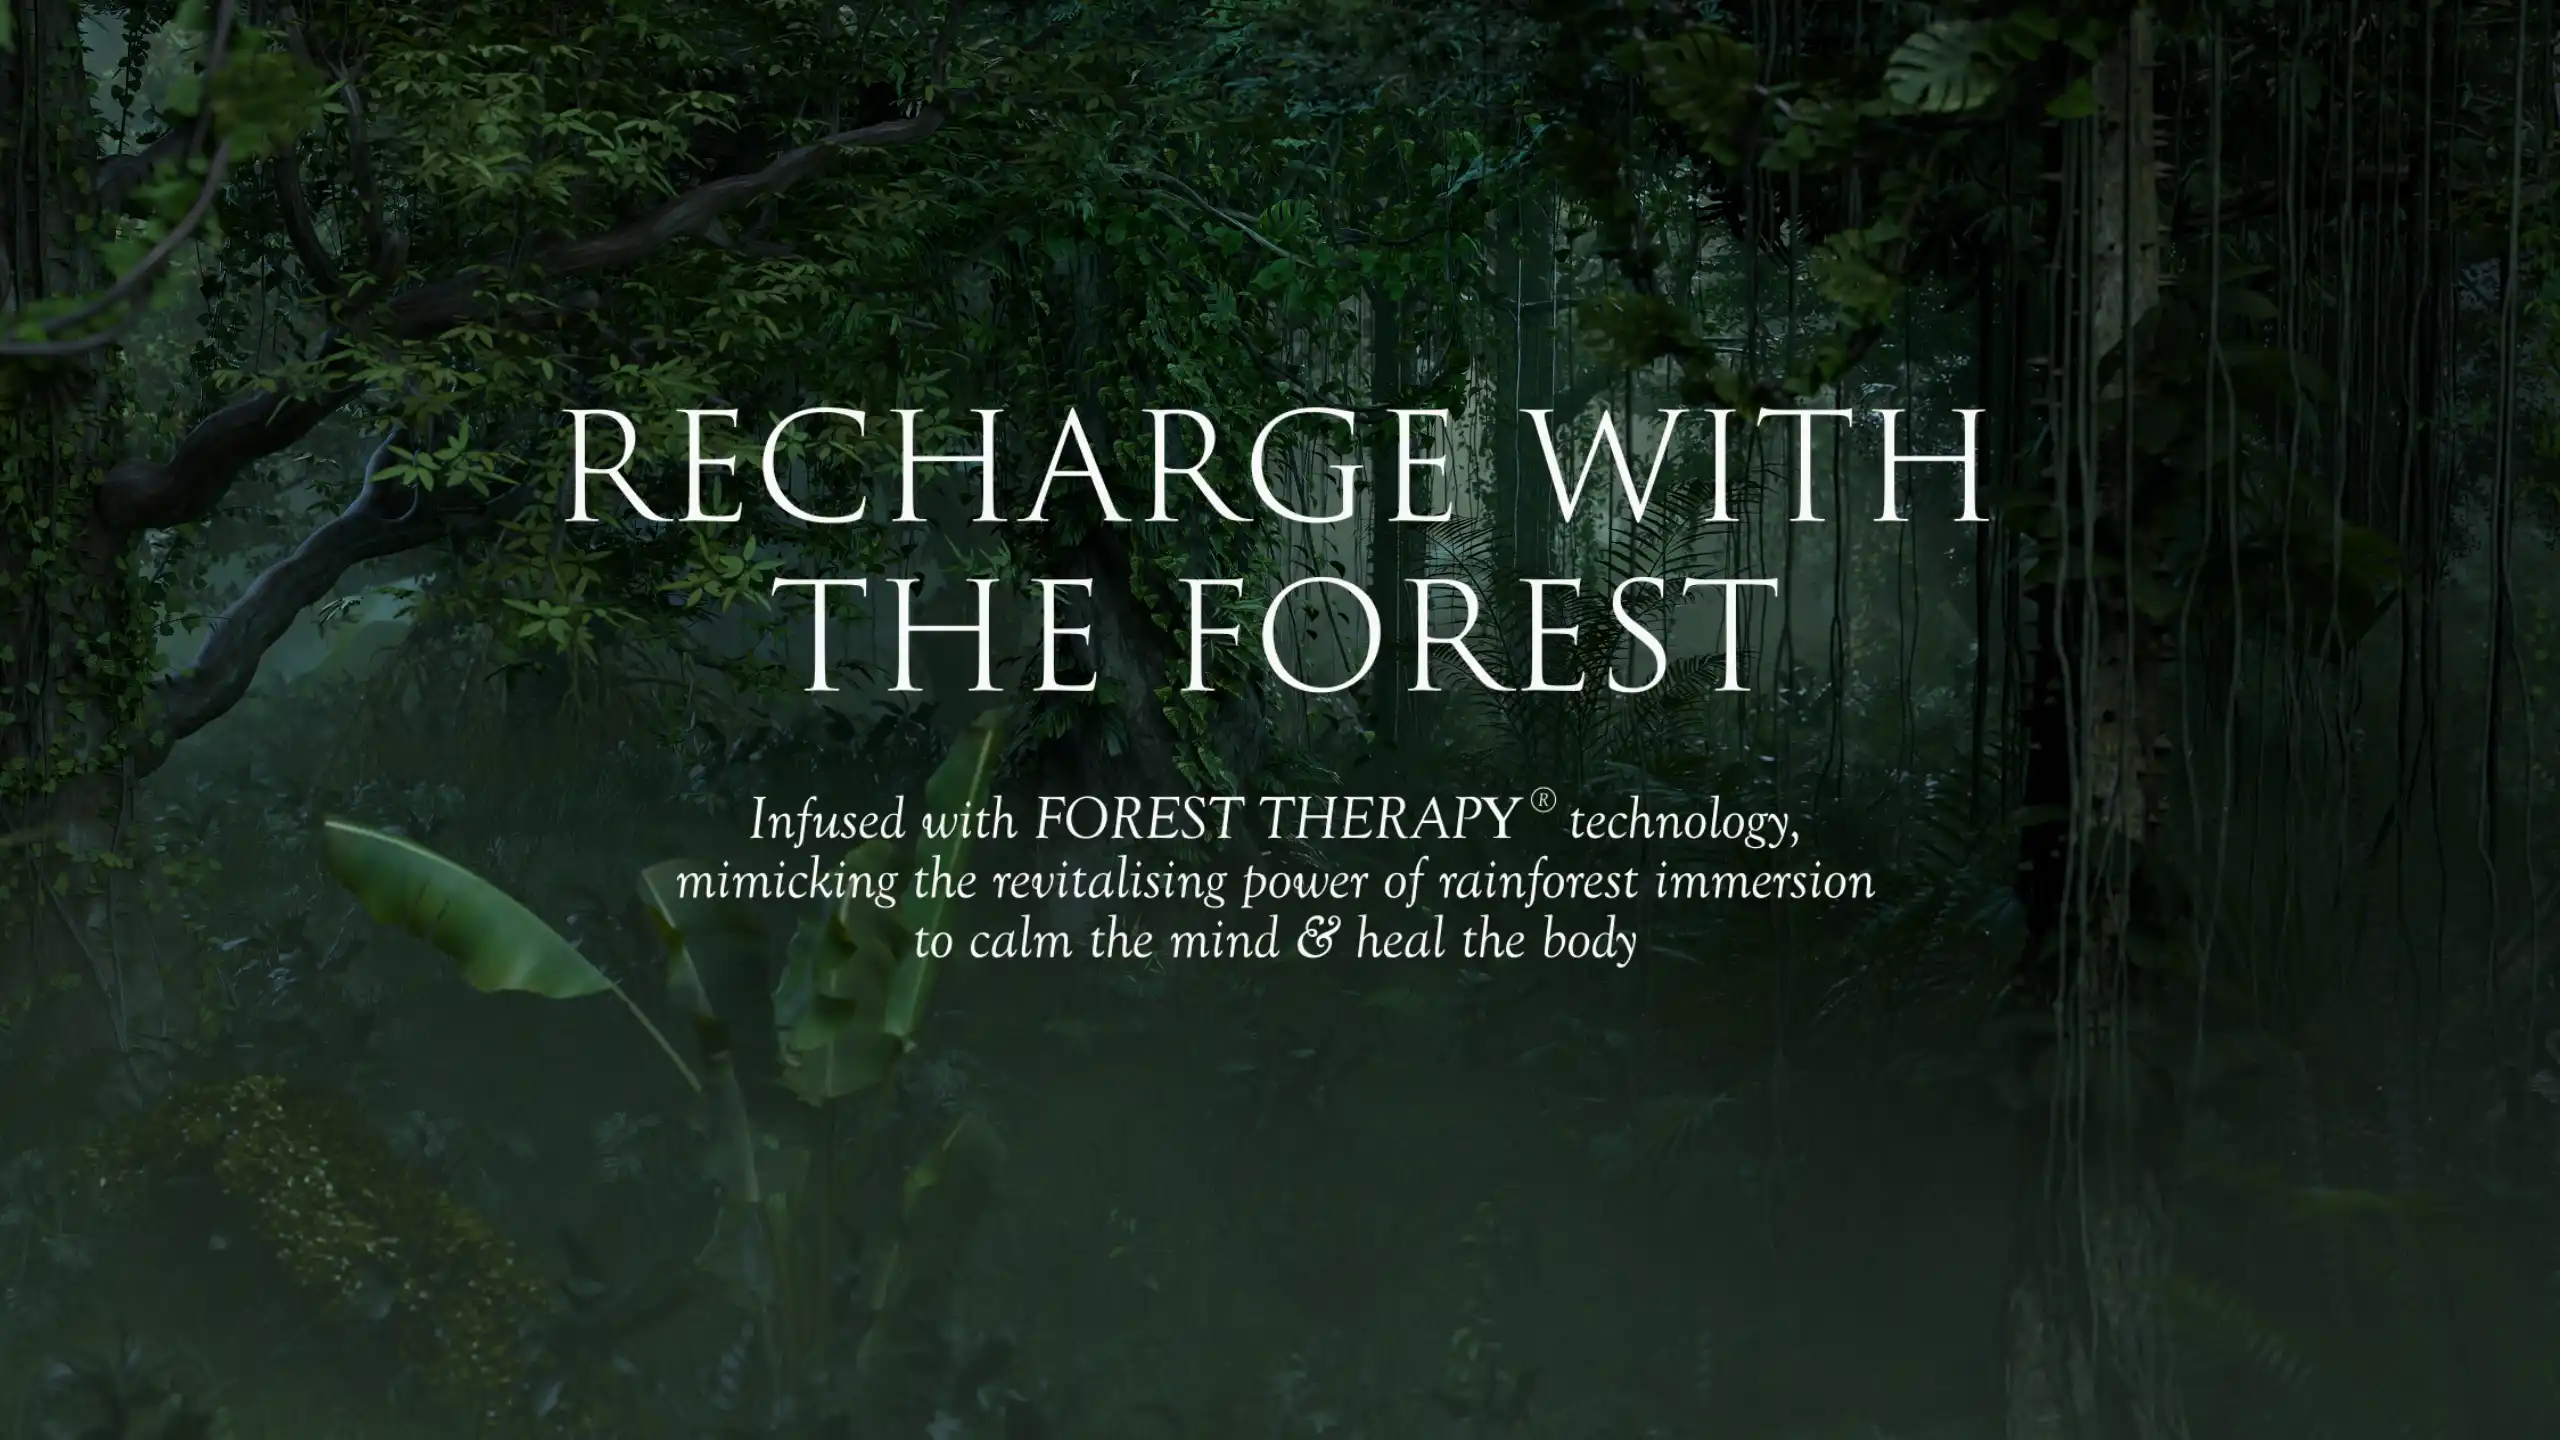 RECHARGE WITH
THE FOREST
Infused with FOREST THERAPY® technology,
mimicking the revitalising power of rainforest immersion
to calm the mind & heal the body